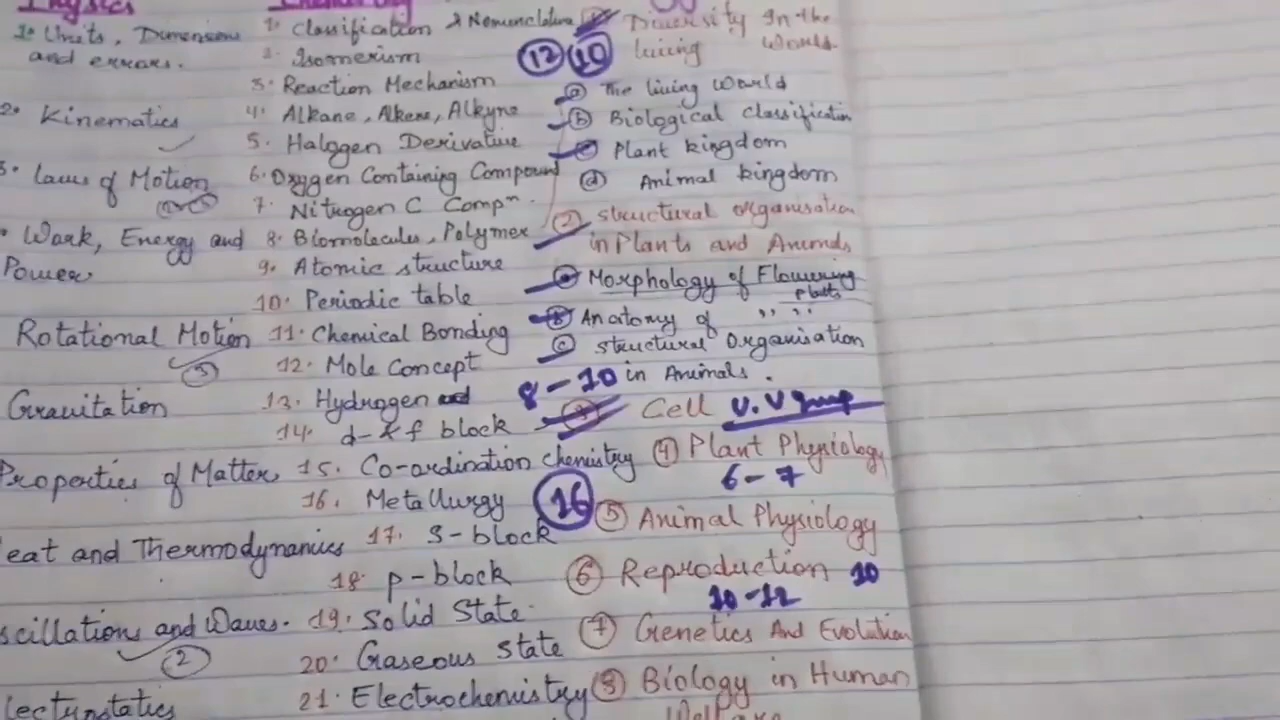 Physics
1. Units, Dimensions
and errors.
2. Kinematics
3. Laws of Motion
Work, Energy and
Power
Rotational Motion
3
Gravitation
Properties of Matter
eat and Thermodynamics
scillations and Waves.
2
lectrostatics
Chemistry
1. Classification & Nomenclature
2. Isomerism
3. Reaction Mechanism
4. Alkane, Alkene, Alkyne
5. Halogen Derivative
6. Oxygen Containing Compound
7. Nitrogen C Compn.
8. Biomolecules, Polymer
9. Atomic structure
10. Periodic table
11. Chemical Bonding
12. Mole Concept
13. Hydrogen
14. d-&f block
15. Co-ordination chemistry
16. Metallurgy
17. S-block
18. p-block
19. Solid State
20. Gaseous state
21. Electrochemistry
12 10
1 Diversity In the
living World
a The living World
b Biological classification
c Plant kingdom
d Animal kingdom
2 Structural organisation
in Plants and Animals
a Morphology of Flowering
Plants
b Anatomy of " "
c Structural Organisation
in Animals.
8-10
3 Cell V.V Imp
4 Plant Physiology
6-7
16
5 Animal Physiology
6 Reproduction 10
10-12
7 Genetics And Evolution
8 Biology in Human
Welfare